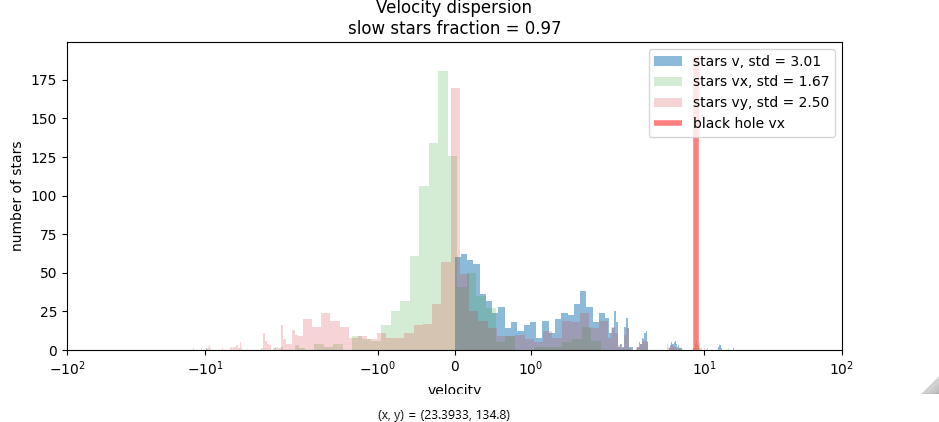 Velocity dispersion
slow stars fraction = 0.97
stars v, std = 3.01
stars vx, std = 1.67
stars vy, std = 2.50
black hole vx
number of stars
175
150
125
100
75
50
25
0
−10²
−10¹
−10⁰
0
10⁰
10¹
10²
velocity
(x, y) = (23.3933, 134.8)